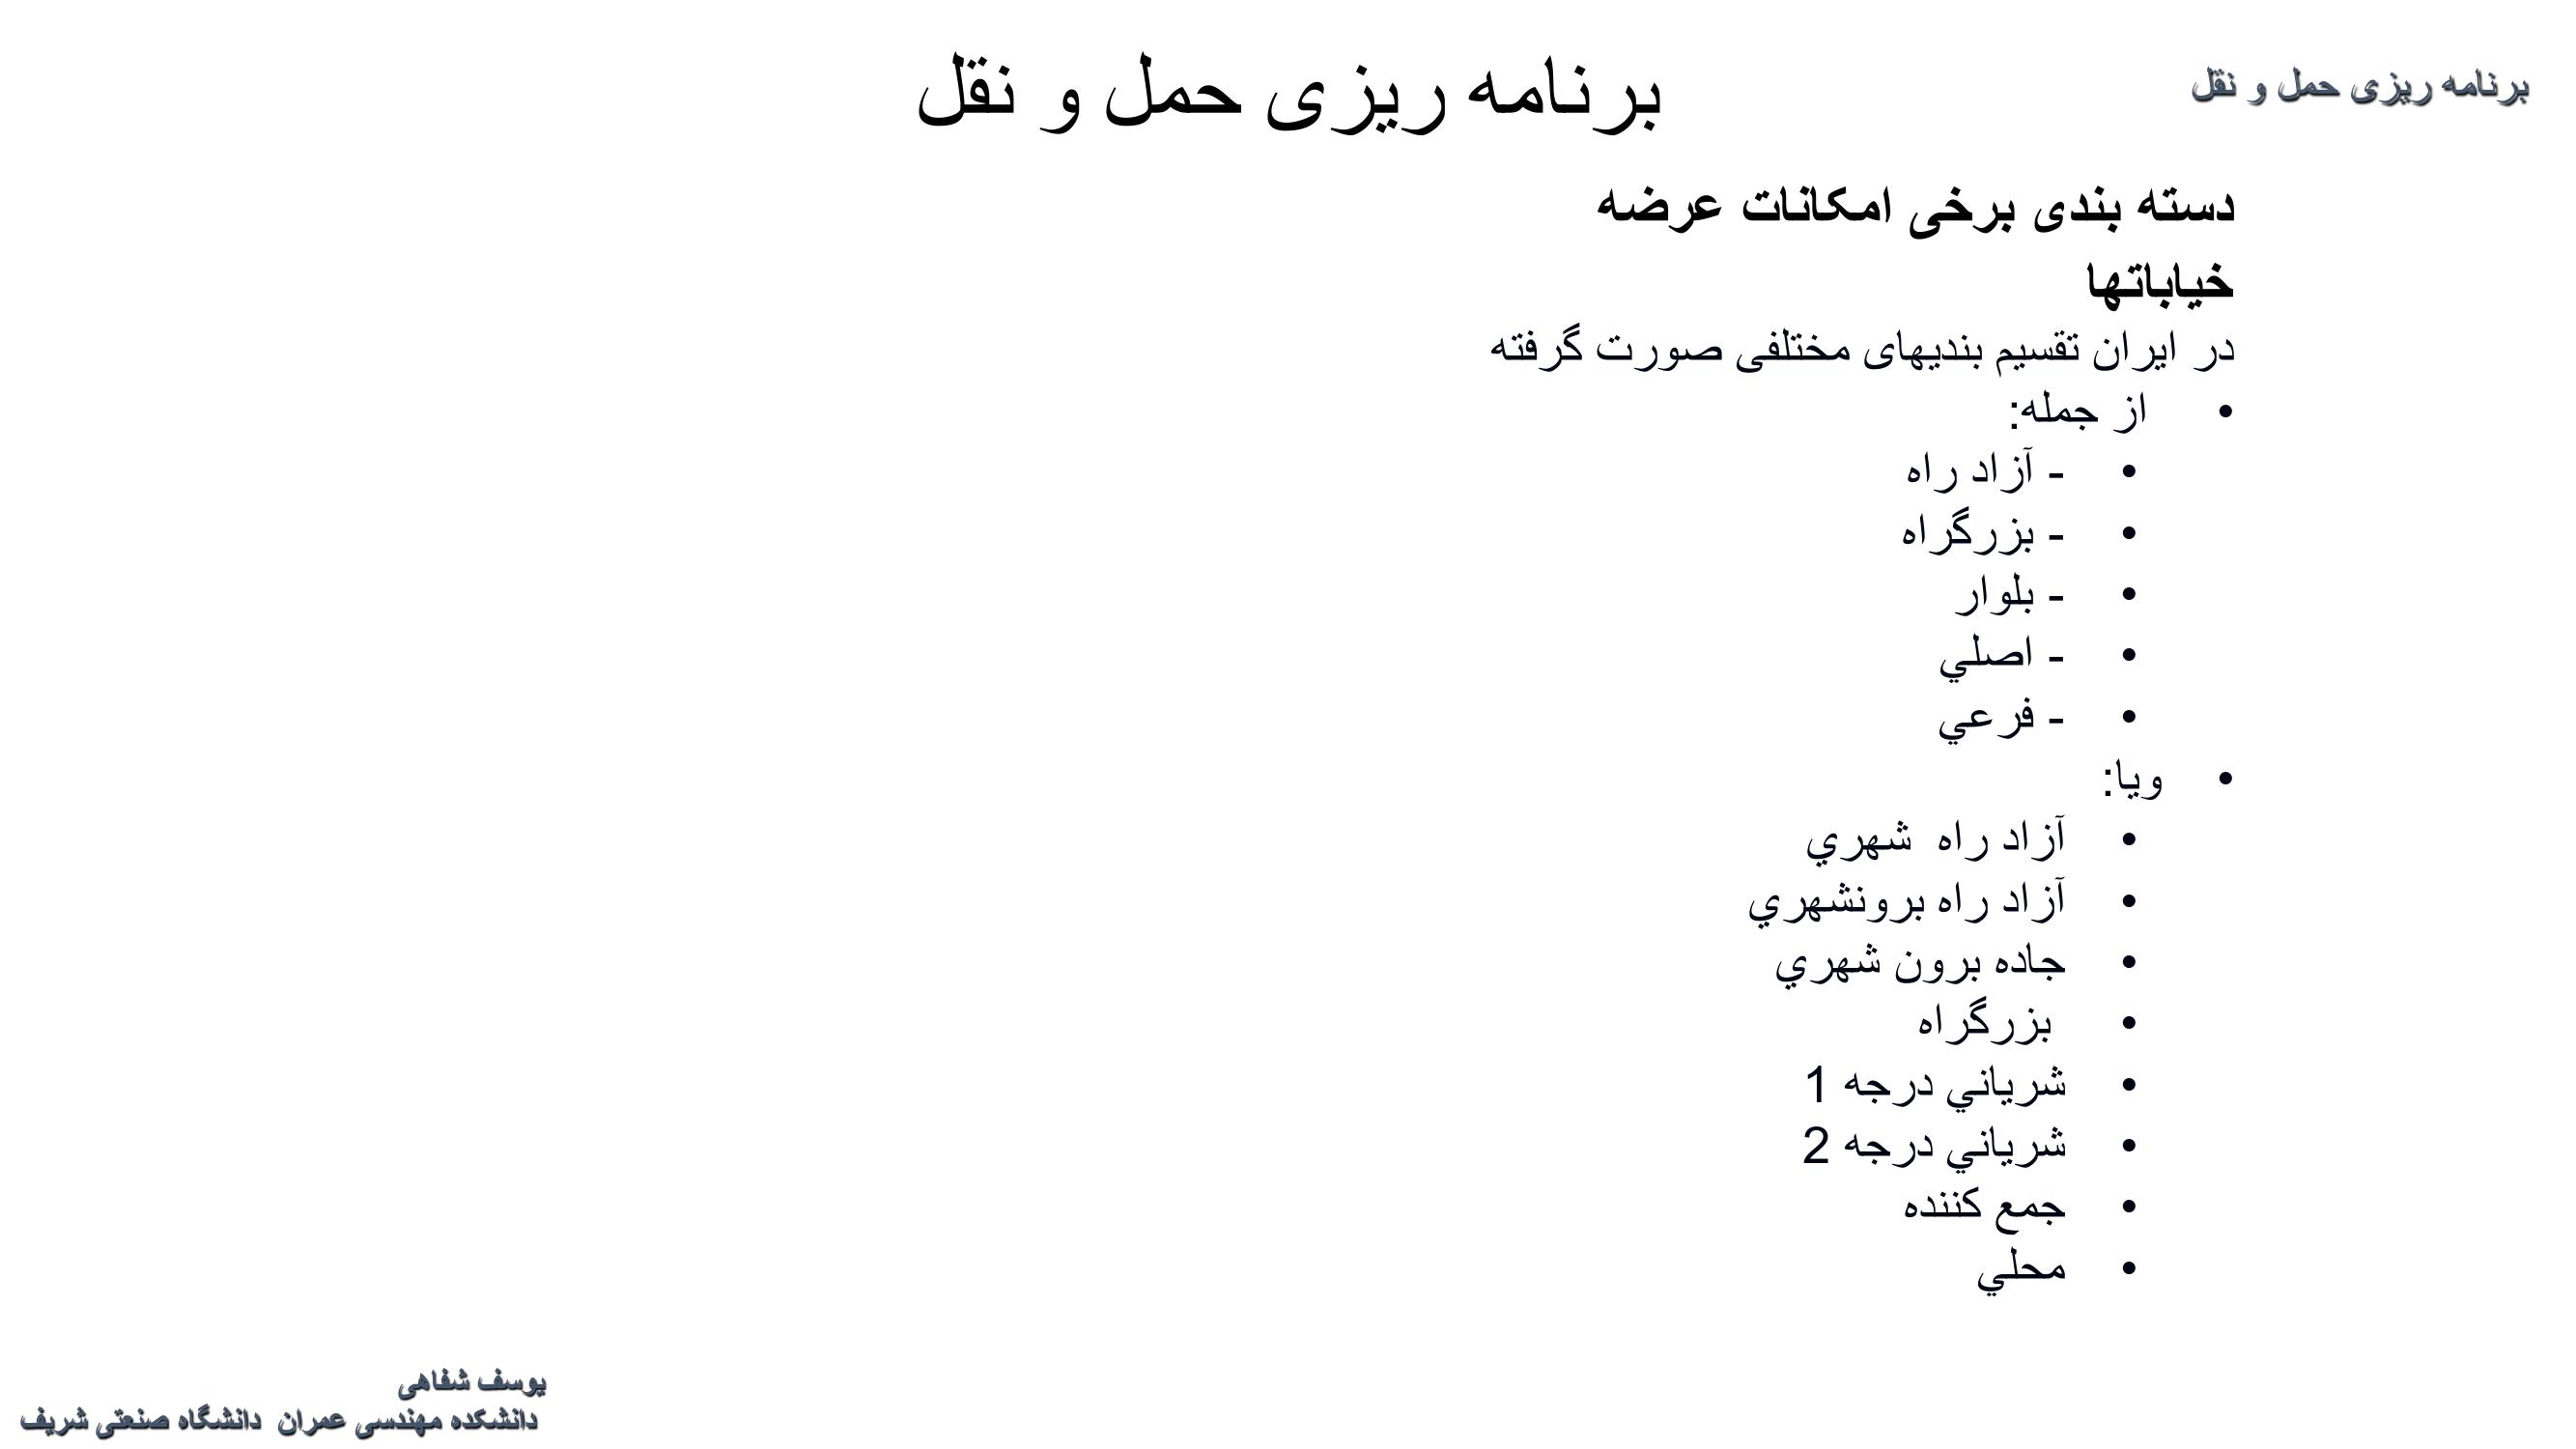 برنامه ریزی حمل و نقل
برنامه ریزی حمل و نقل
دسته بندی برخی امکانات عرضه
خیاباتها
در ایران تقسیم بندیهای مختلفی صورت گرفته
• از جمله:
• - آزاد راه
• - بزرگراه
• - بلوار
• - اصلي
• - فرعي
• ویا:
• آزاد راه شهري
• آزاد راه برونشهري
• جاده برون شهري
• بزرگراه
• شرياني درجه 1
• شرياني درجه 2
• جمع کننده
• محلي
یوسف شفاهی
دانشکده مهندسی عمران دانشگاه صنعتی شریف